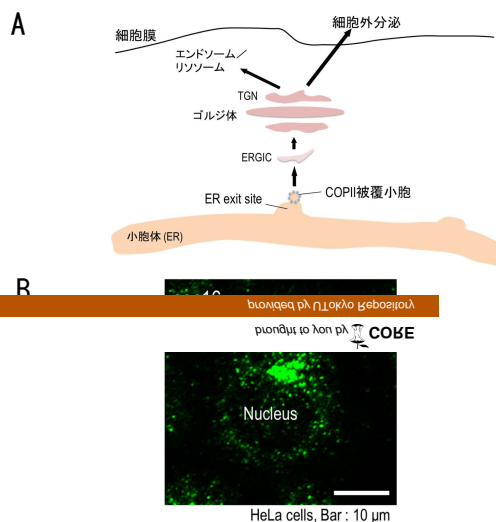 A
細胞膜
細胞外分泌
エンドソーム／
リソソーム
TGN
ゴルジ体
ERGIC
COPII被覆小胞
ER exit site
小胞体 (ER)
B
provided by UTokyo Repository
brought to you by CORE
Nucleus
HeLa cells, Bar : 10 μm